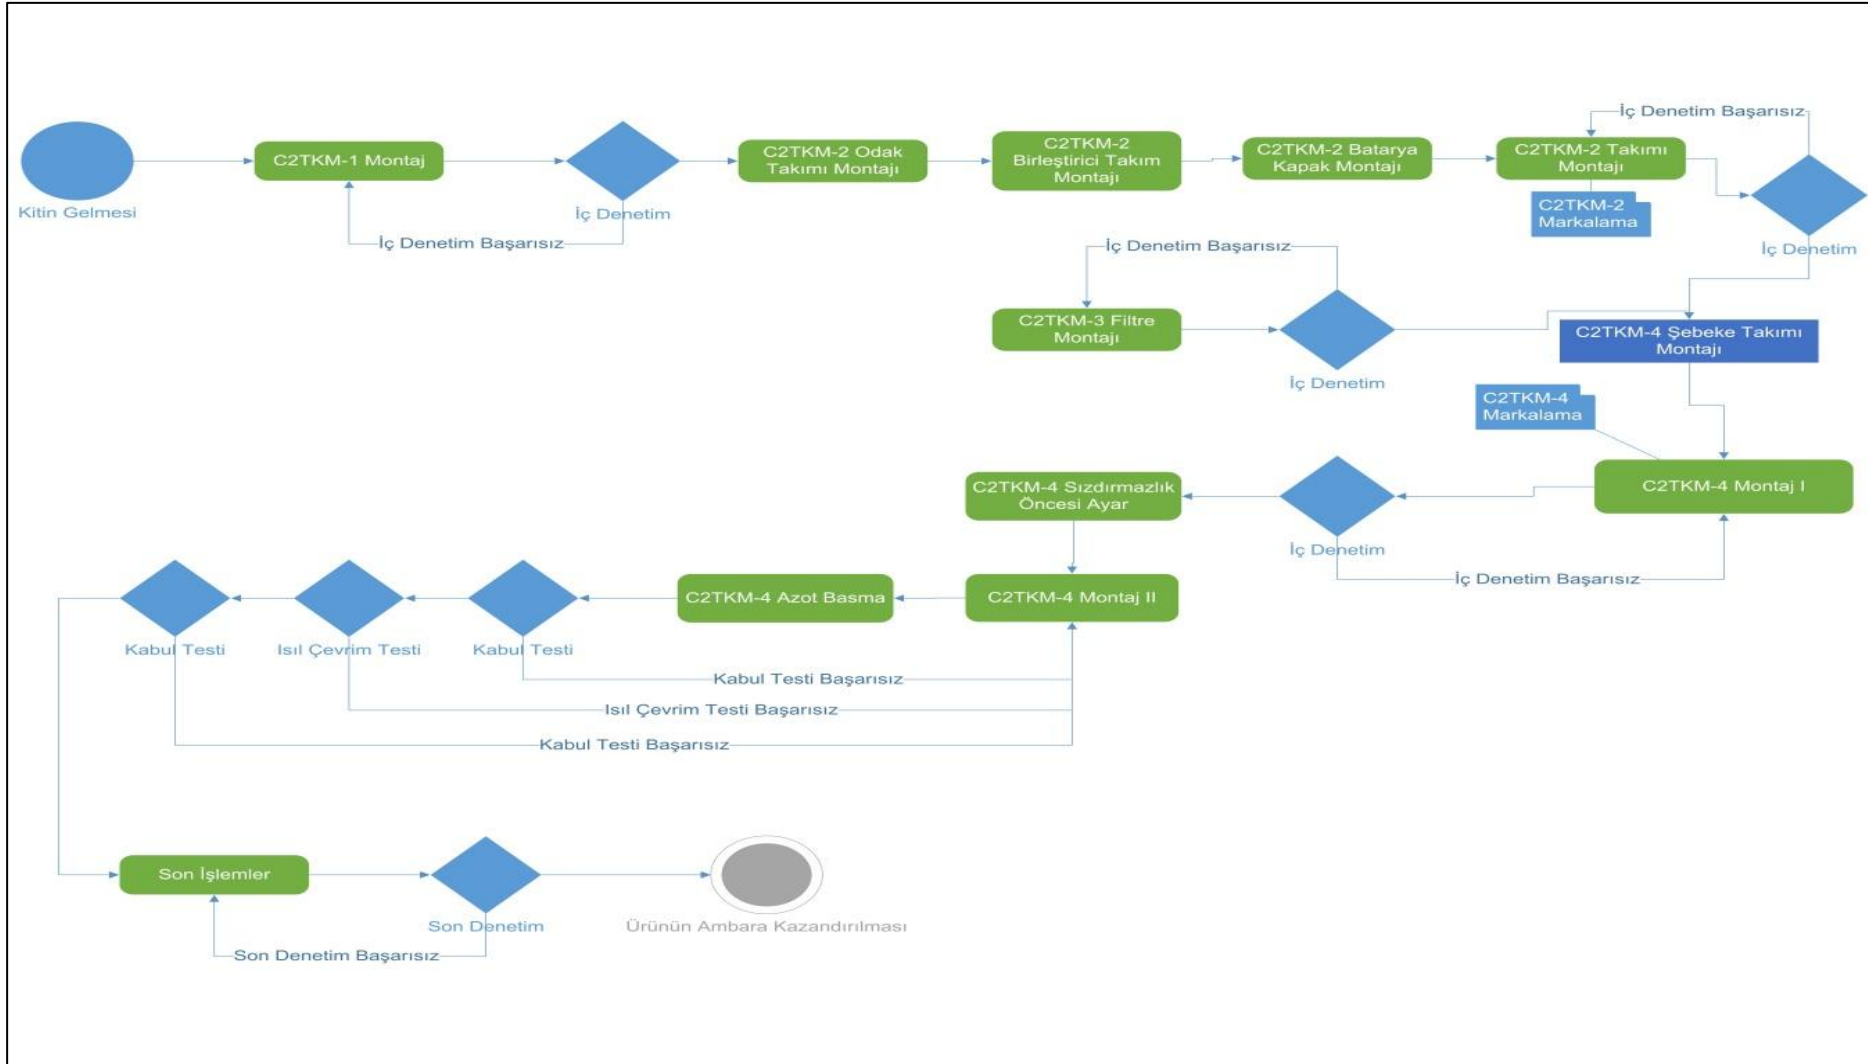 İç Denetim Başarısız
C2TKM-1 Montaj
C2TKM-2 Odak
Takımı Montajı
C2TKM-2
Birleştirici Takım
Montajı
C2TKM-2 Batarya
Kapak Montajı
C2TKM-2 Takımı
Montajı
Kitin Gelmesi
İç Denetim
C2TKM-2
Markalama
İç Denetim
İç Denetim Başarısız
İç Denetim Başarısız
C2TKM-3 Filtre
Montajı
İç Denetim
C2TKM-4 Şebeke Takımı
Montajı
C2TKM-4
Markalama
C2TKM-4 Sızdırmazlık
Öncesi Ayar
İç Denetim
C2TKM-4 Montaj I
İç Denetim Başarısız
Kabul Testi
Isıl Çevrim Testi
Kabul Testi
C2TKM-4 Azot Basma
C2TKM-4 Montaj II
Kabul Testi Başarısız
Isıl Çevrim Testi Başarısız
Kabul Testi Başarısız
Son İşlemler
Son Denetim
Ürünün Ambara Kazandırılması
Son Denetim Başarısız